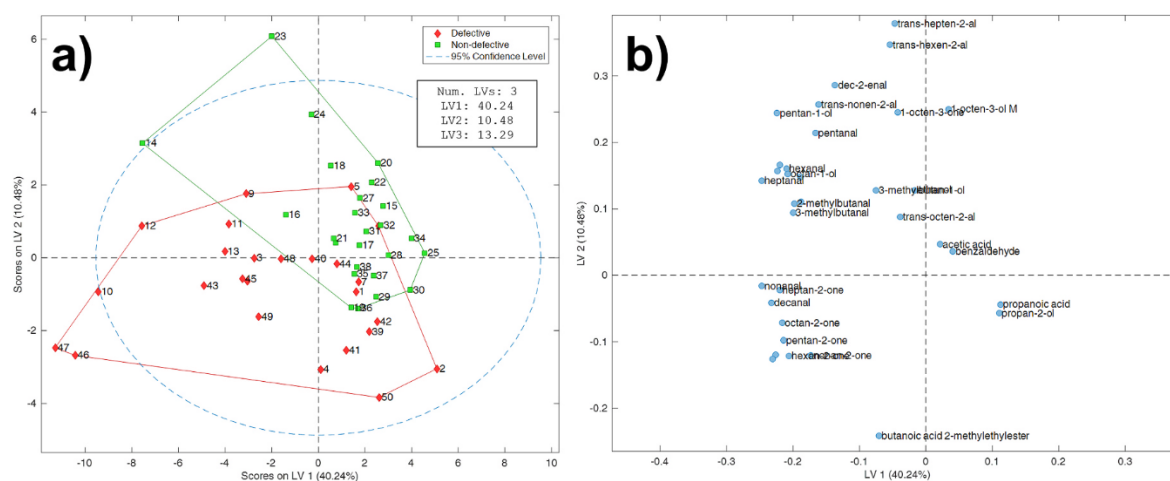 a)
Defective
Non-defective
95% Confidence Level
Num. LVs: 3
LV1: 40.24
LV2: 10.48
LV3: 13.29
Scores on LV 2 (10.48%)
6
4
2
0
-2
-4
23
24
14
18
20
22
5
9
27
15
33
16
12
11
32
31
34
21
17
13
25
28
3
48
40
44
38
35
37
45
7
43
10
1
30
29
36
49
42
39
47
46
41
4
2
50
-10
-8
-6
-4
-2
0
2
4
6
8
10
Scores on LV 1 (40.24%)
b)
LV 2 (10.48%)
0.3
0.2
0.1
0
-0.1
-0.2
trans-hepten-2-al
trans-hexen-2-al
dec-2-enal
trans-nonen-2-al
pentan-1-ol
1-octen-3-one
1-octen-3-ol M
pentanal
hexanal
octan-1-ol
heptanal
2-methylbutanal
3-methylbutanal
trans-octen-2-al
acetic acid
benzaldehyde
nonanal
heptan-2-one
decanal
propanoic acid
propan-2-ol
octan-2-one
pentan-2-one
hexan-2-one
butanoic acid 2-methylethylester
-0.4
-0.3
-0.2
-0.1
0
0.1
0.2
0.3
LV 1 (40.24%)